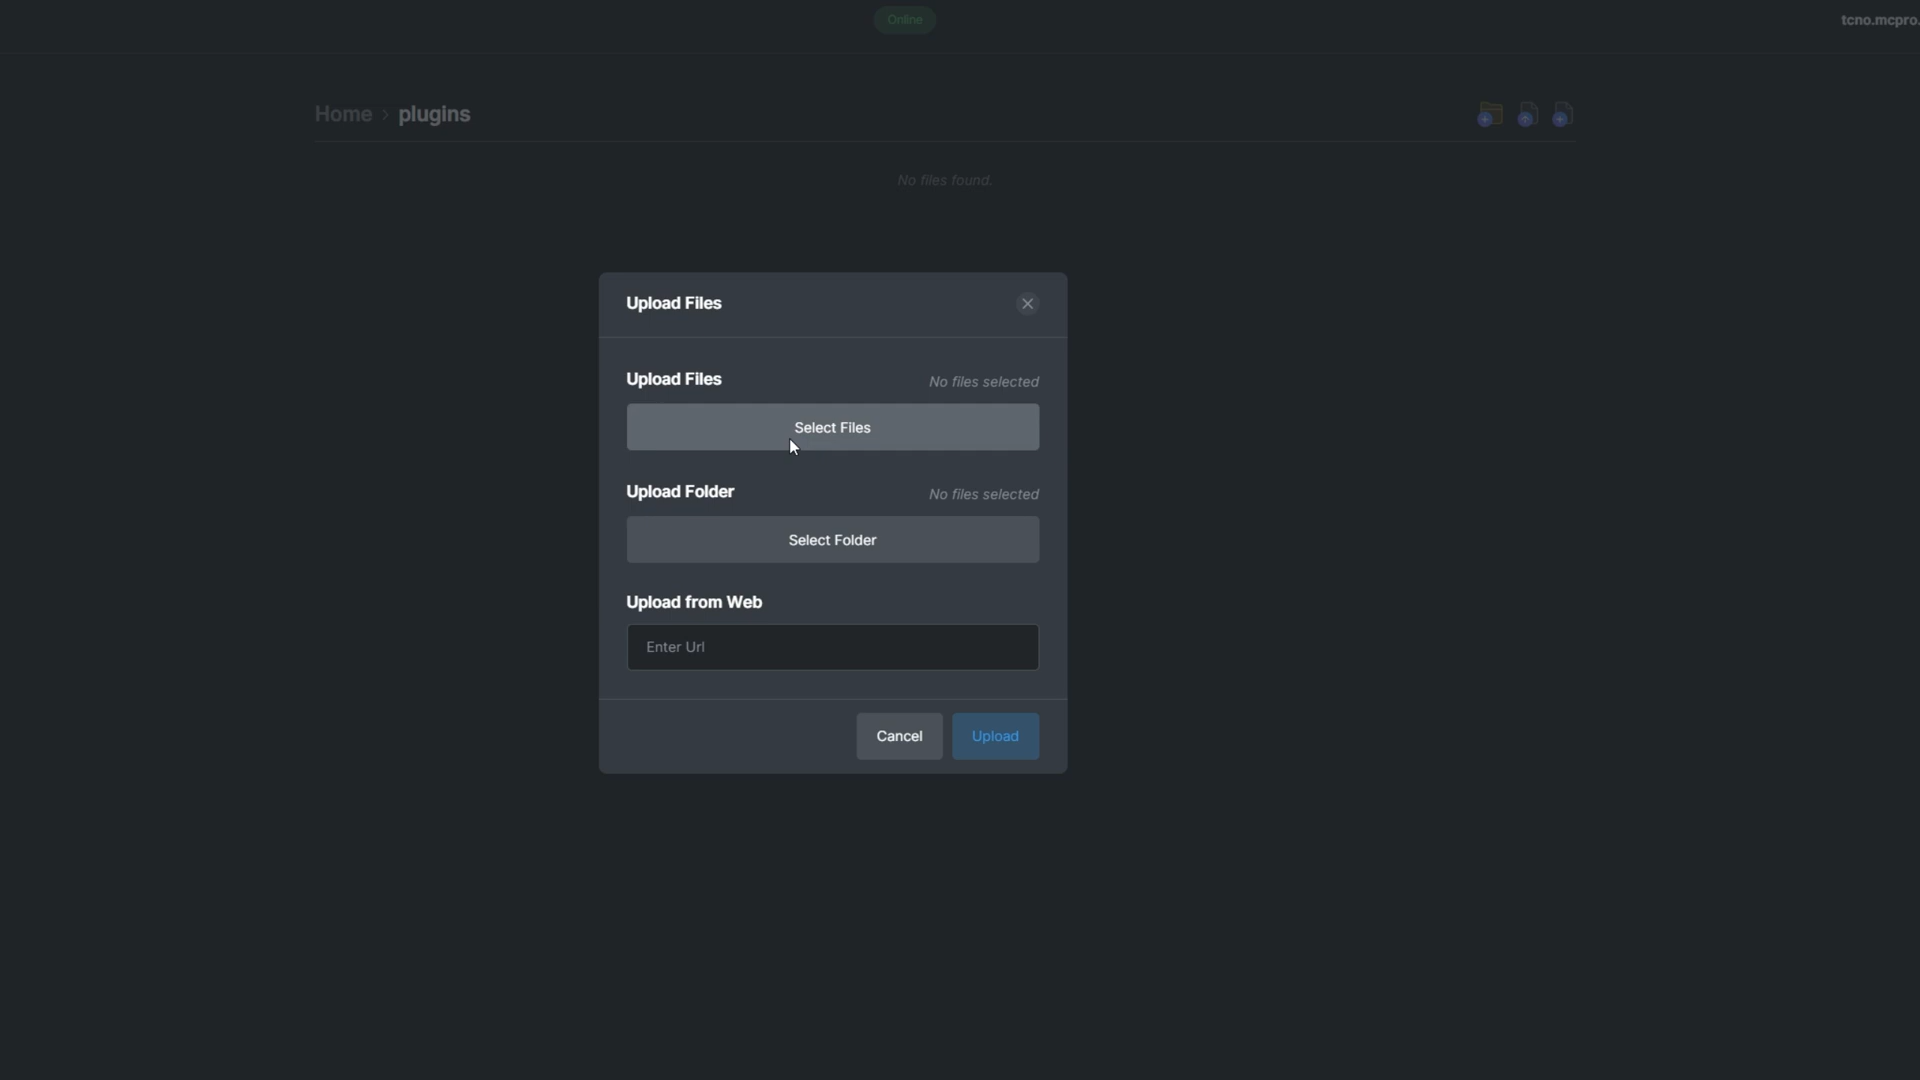 Online
tcno.mcpro.
Home > plugins
No files found.
Upload Files
Upload Files
No files selected
Select Files
Upload Folder
No files selected
Select Folder
Upload from Web
Enter Url
Cancel
Upload